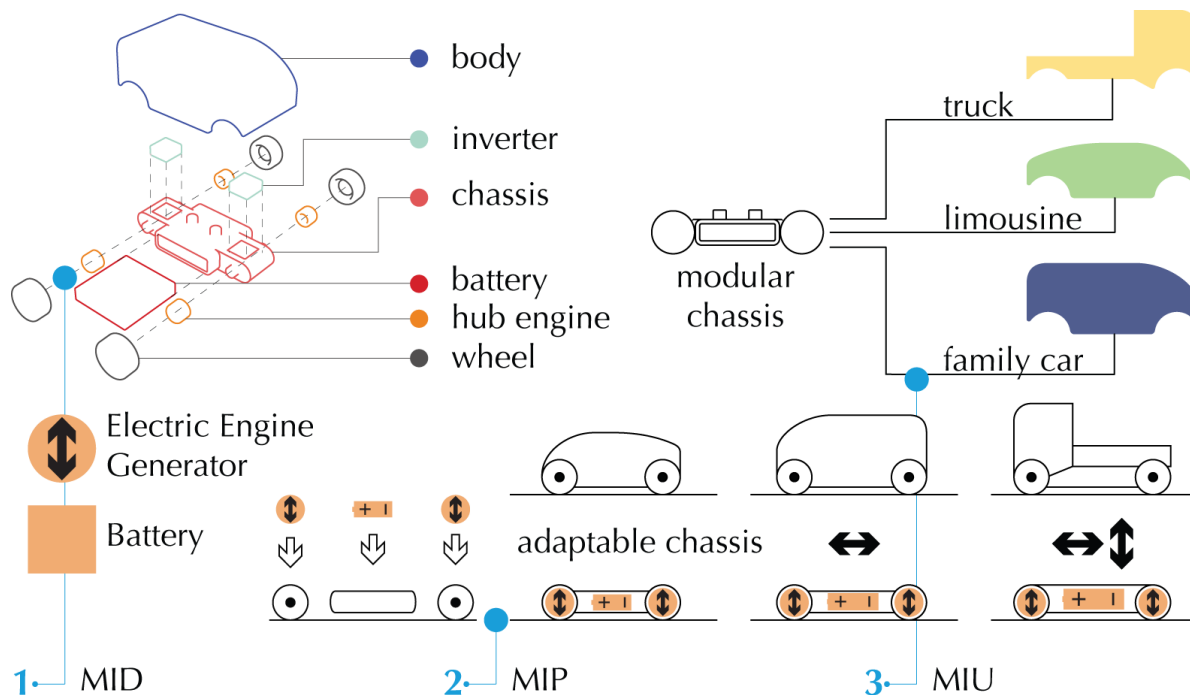 body
inverter
chassis
battery
hub engine
wheel
truck
limousine
family car
modular
chassis
Electric Engine
Generator
Battery
+ –
adaptable chassis
+ –
+ –
+ –
1 MID
2 MIP
3 MIU